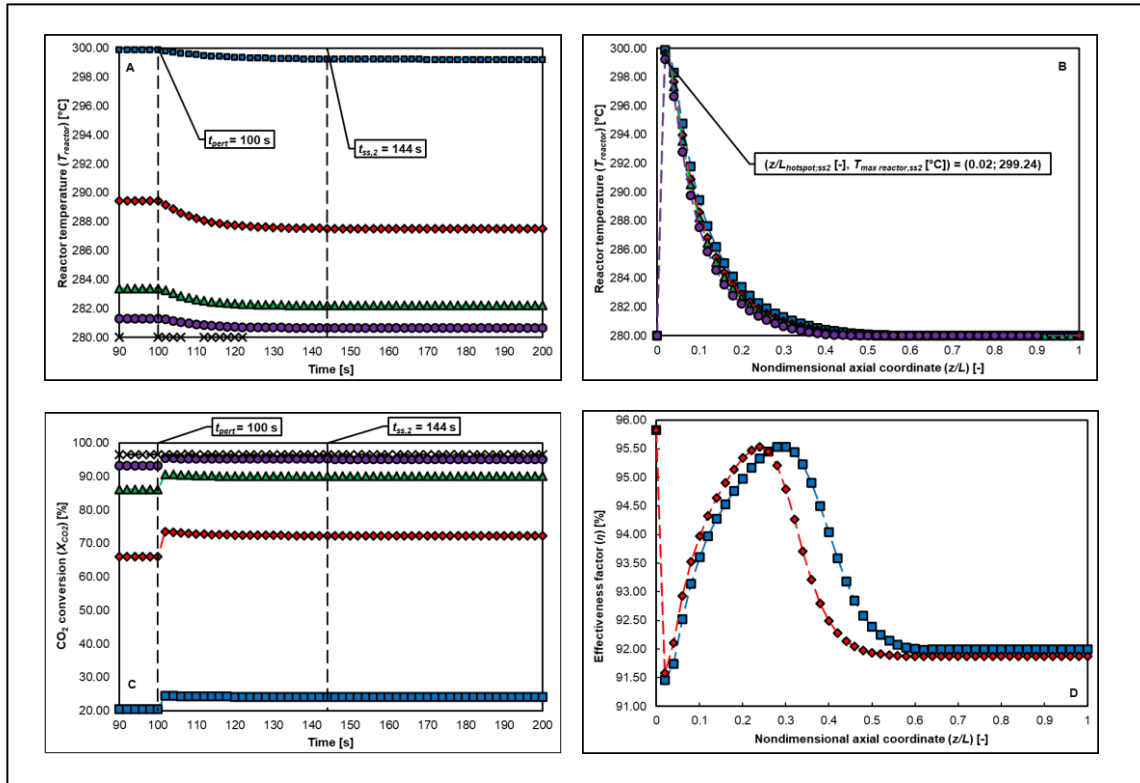 A
Reactor temperature (T_reactor) [°C]
300.00
298.00
296.00
294.00
292.00
290.00
288.00
286.00
284.00
282.00
280.00
90 100 110 120 130 140 150 160 170 180 190 200
Time [s]
t_pert = 100 s
t_ss,2 = 144 s
B
Reactor temperature (T_reactor) [°C]
300.00
298.00
296.00
294.00
292.00
290.00
288.00
286.00
284.00
282.00
280.00
0 0.1 0.2 0.3 0.4 0.5 0.6 0.7 0.8 0.9 1
Nondimensional axial coordinate (z/L) [-]
(z/L_hotspot;ss2 [-], T_max reactor,ss2 [°C]) = (0.02; 299.24)
C
CO2 conversion (X_CO2) [%]
100.00
90.00
80.00
70.00
60.00
50.00
40.00
30.00
20.00
90 100 110 120 130 140 150 160 170 180 190 200
Time [s]
t_pert = 100 s
t_ss,2 = 144 s
D
Effectiveness factor (η) [%]
96.00
95.50
95.00
94.50
94.00
93.50
93.00
92.50
92.00
91.50
91.00
0 0.1 0.2 0.3 0.4 0.5 0.6 0.7 0.8 0.9 1
Nondimensional axial coordinate (z/L) [-]